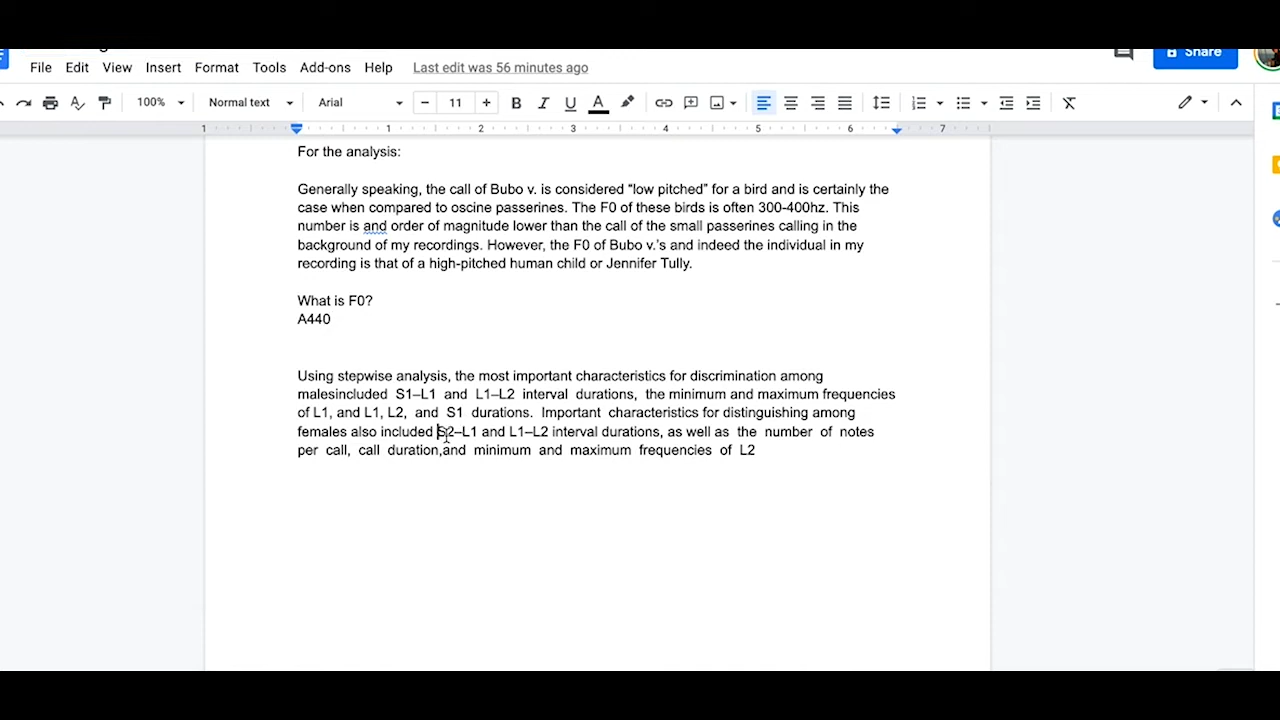 Share
File Edit View Insert Format Tools Add-ons Help Last edit was 56 minutes ago
100% Normal text Arial 11
1 1 2 3 4 5 6 7
For the analysis:
Generally speaking, the call of Bubo v. is considered “low pitched” for a bird and is certainly the
case when compared to oscine passerines. The F0 of these birds is often 300-400hz. This
number is and order of magnitude lower than the call of the small passerines calling in the
background of my recordings. However, the F0 of Bubo v.'s and indeed the individual in my
recording is that of a high-pitched human child or Jennifer Tully.
What is F0?
A440
Using stepwise analysis, the most important characteristics for discrimination among
malesincluded S1–L1 and L1–L2 interval durations, the minimum and maximum frequencies
of L1, and L1, L2, and S1 durations. Important characteristics for distinguishing among
females also included S2–L1 and L1–L2 interval durations, as well as the number of notes
per call, call duration,and minimum and maximum frequencies of L2